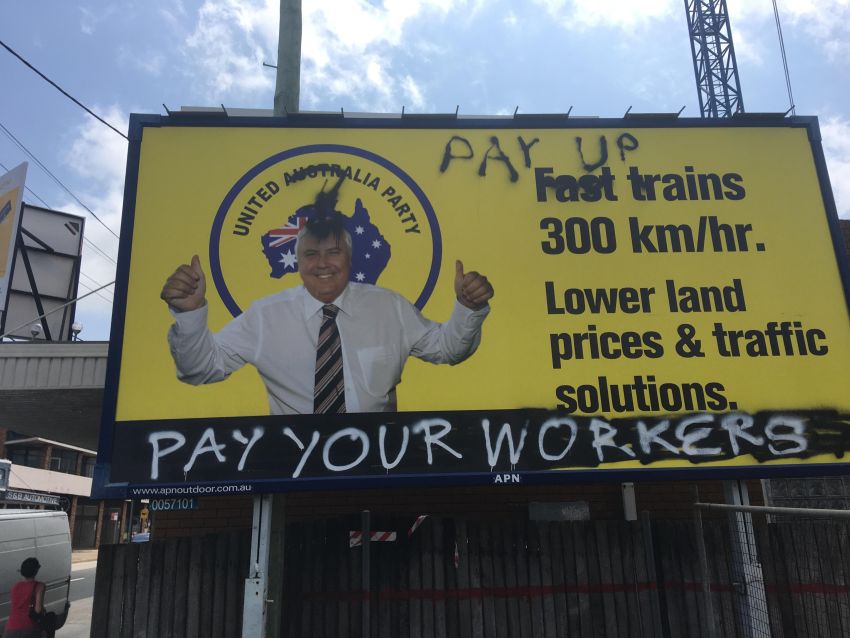 PAY UP
UNITED AUSTRALIA PARTY
Fast trains
300 km/hr.
Lower land
prices & traffic
solutions.
PAY YOUR WORKERS
APN
www.apnoutdoor.com.au
0057101